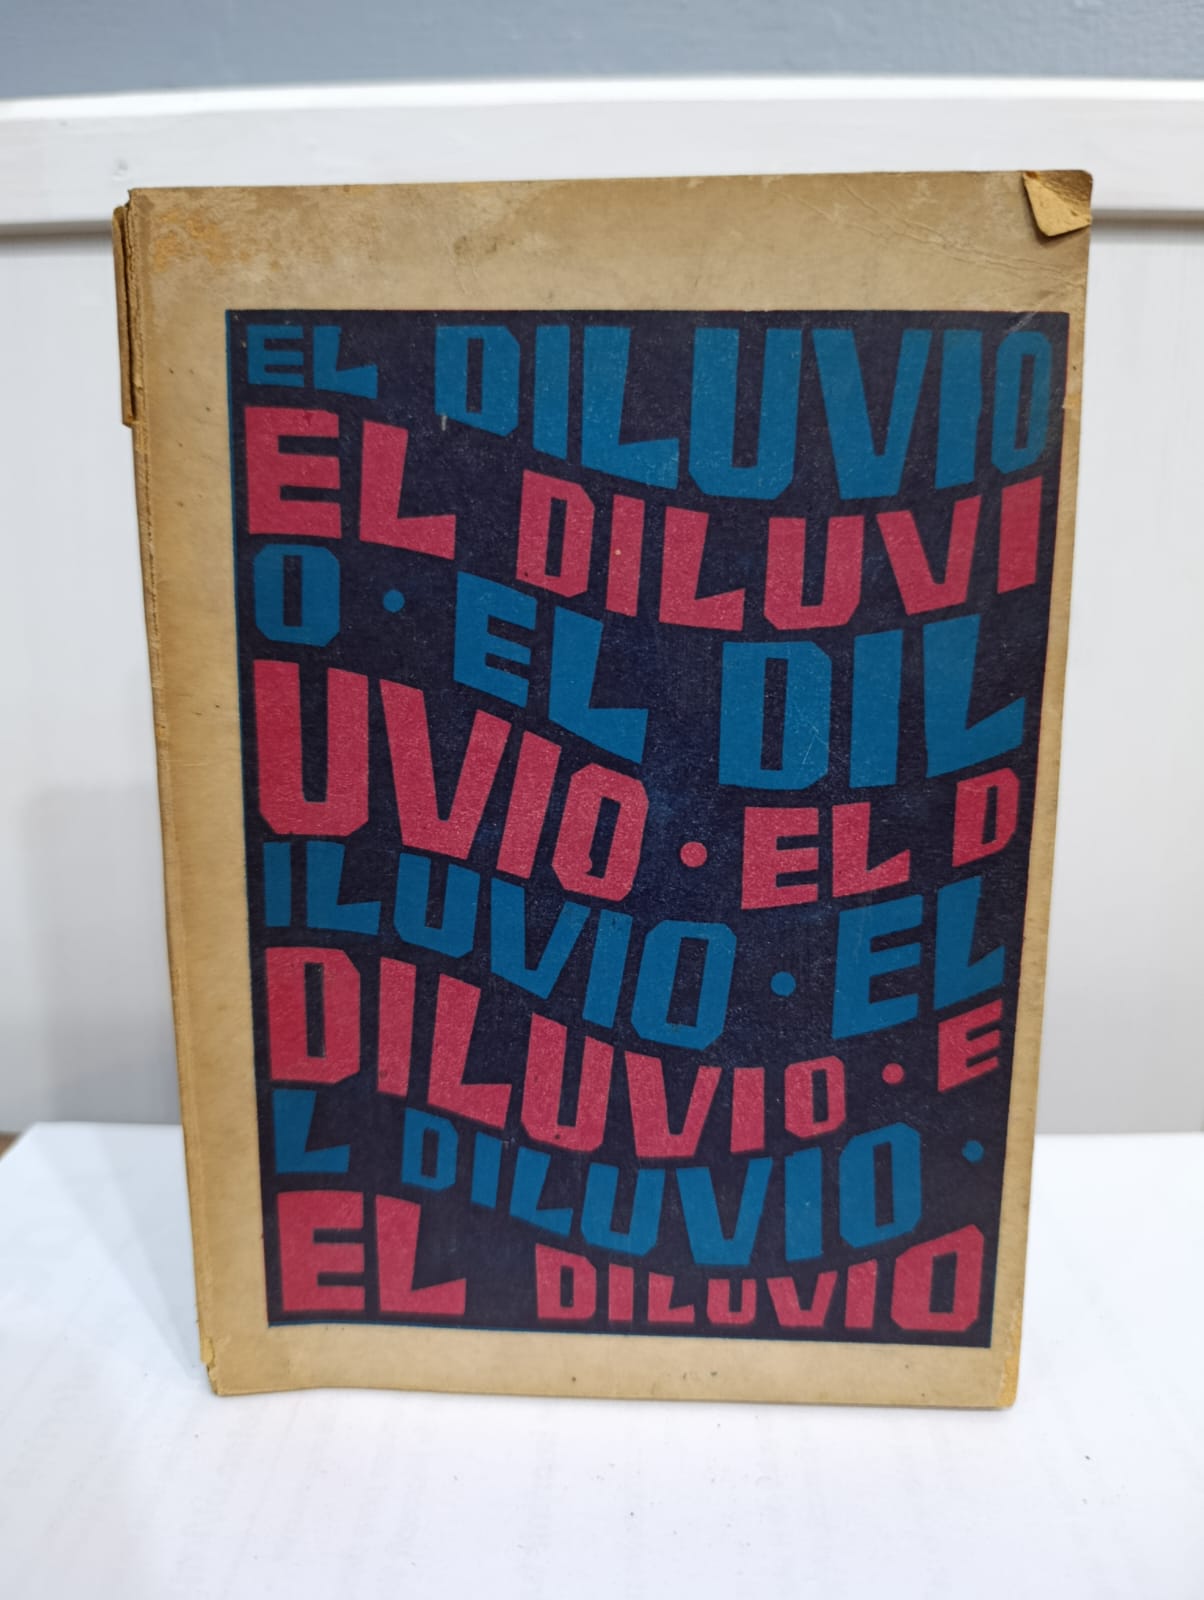 EL DILUVIO
EL DILUVI
O • EL DIL
UVIO • EL D
ILUVIO • EL
DILUVIO • E
L DILUVIO •
EL DILUVIO